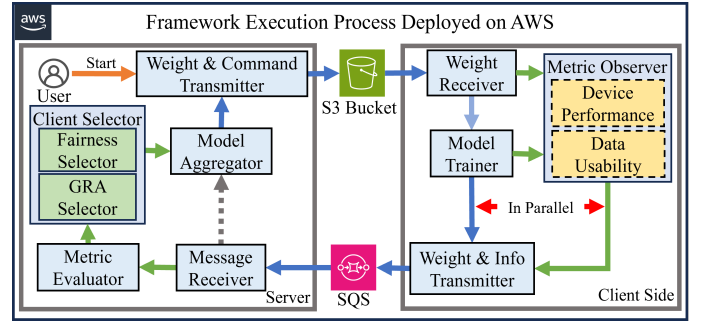 aws
Framework Execution Process Deployed on AWS
Start
User
Weight & Command
Transmitter
S3 Bucket
Weight
Receiver
Metric Observer
Device
Performance
Data
Usability
Client Selector
Fairness
Selector
GRA
Selector
Model
Aggregator
Model
Trainer
In Parallel
Metric
Evaluator
Message
Receiver
Server
SQS
Weight & Info
Transmitter
Client Side